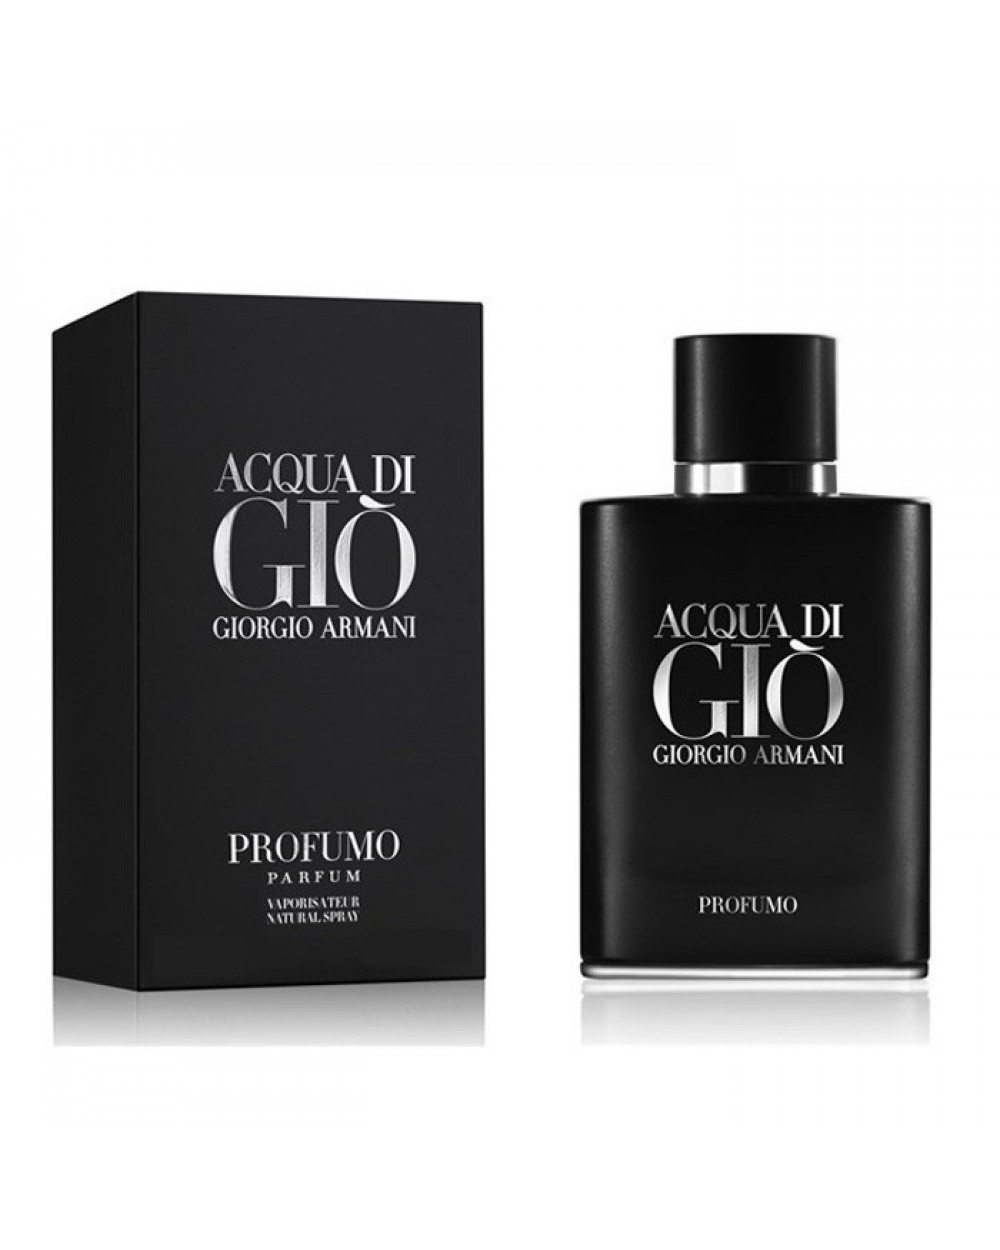 ACQUA DI
GIÒ
GIORGIO ARMANI
PROFUMO
PARFUM
VAPORISATEUR
NATURAL SPRAY
ACQUA DI
GIÒ
GIORGIO ARMANI
PROFUMO